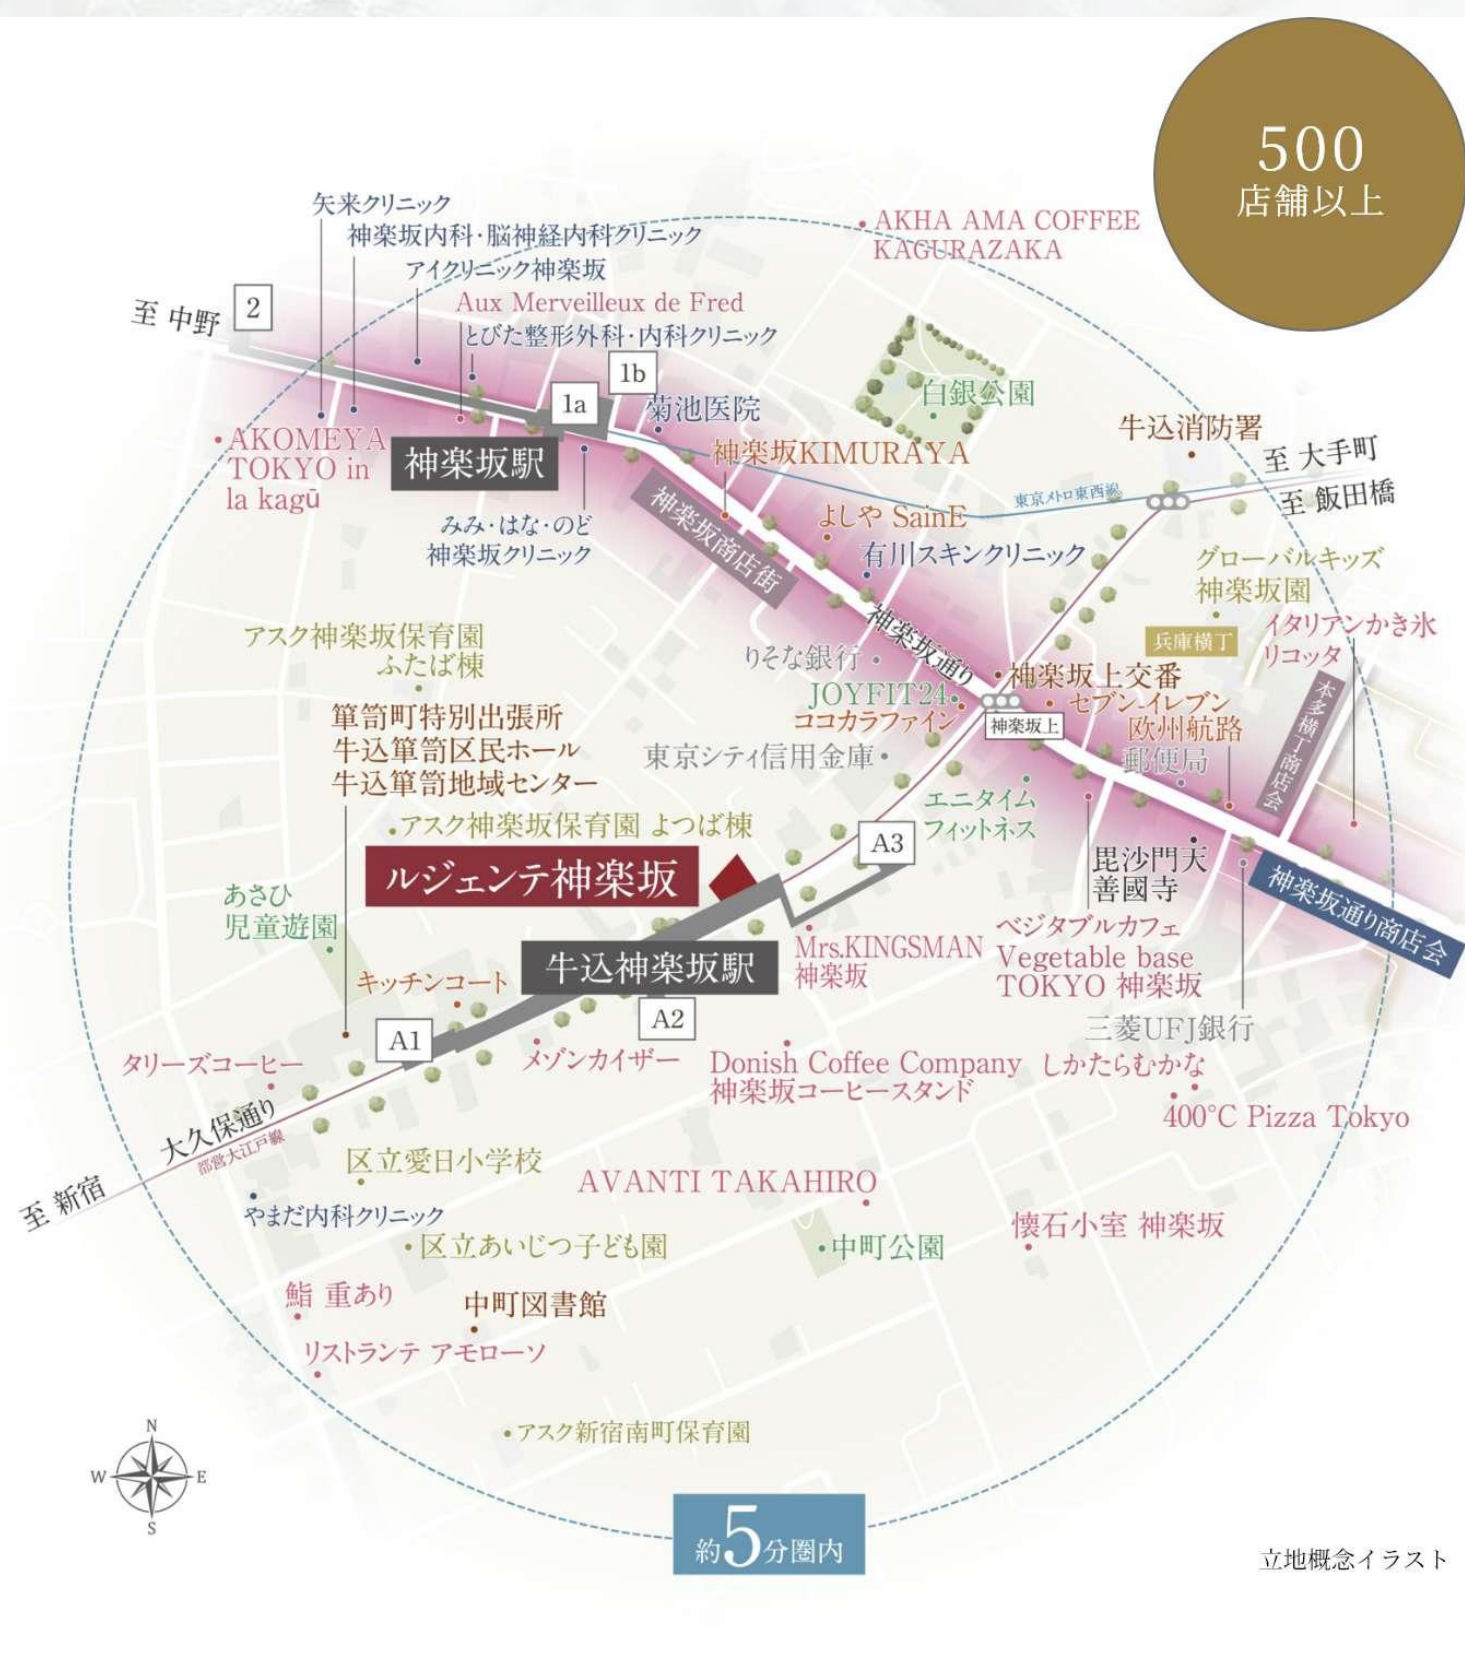 500
店舗以上
矢来クリニック
神楽坂内科・脳神経内科クリニック
アイクリニック神楽坂
Aux Merveilleux de Fred
とびた整形外科・内科クリニック
AKHA AMA COFFEE
KAGURAZAKA
至 中野
2
1b
1a
菊池医院
白銀公園
牛込消防署
AKOMEYA
TOKYO in
la kagū
神楽坂駅
神楽坂KIMURAYA
至 大手町
至 飯田橋
東京メトロ東西線
みみ・はな・のど
神楽坂クリニック
神楽坂商店街
よしや SainE
有川スキンクリニック
グローバルキッズ
神楽坂園
兵庫横丁
イタリアンかき氷
リコッタ
アスク神楽坂保育園
ふたば棟
りそな銀行
神楽坂通り
JOYFIT24
ココカラファイン
神楽坂上交番
セブン-イレブン
神楽坂上
欧州航路
郵便局
本多横丁商店会
箪笥町特別出張所
牛込箪笥区民ホール
牛込箪笥地域センター
東京シティ信用金庫
エニタイム
フィットネス
アスク神楽坂保育園 よつば棟
A3
ルジェンテ神楽坂
毘沙門天
善國寺
神楽坂通り商店会
あさひ
児童遊園
牛込神楽坂駅
Mrs.KINGSMAN
神楽坂
ベジタブルカフェ
Vegetable base
TOKYO 神楽坂
キッチンコート
A2
A1
三菱UFJ銀行
タリーズコーヒー
メゾンカイザー
Donish Coffee Company
神楽坂コーヒースタンド
しかたらむかな
400°C Pizza Tokyo
大久保通り
都営大江戸線
至 新宿
区立愛日小学校
AVANTI TAKAHIRO
やまだ内科クリニック
区立あいじつ子ども園
中町公園
懐石小室 神楽坂
鮨 重あり
中町図書館
リストランテ アモローソ
アスク新宿南町保育園
N
W
E
S
約5分圏内
立地概念イラスト